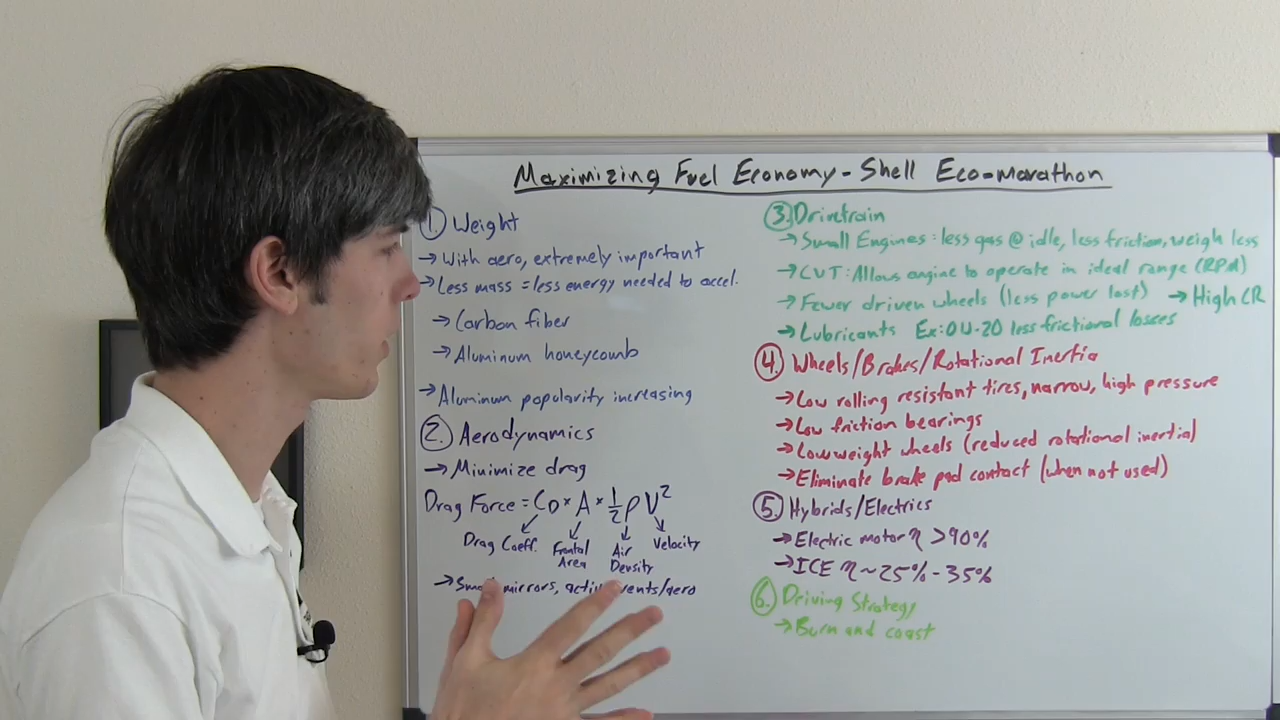 Maximizing Fuel Economy - Shell Eco-marathon
1. Weight
→ With aero, extremely important
→ Less mass = less energy needed to accel.
→ Carbon fiber
→ Aluminum honeycomb
→ Aluminum popularity increasing
2. Aerodynamics
→ Minimize drag
Drag Force = CD × A × 1/2 ρ V²
Drag Coeff. Frontal Area Air Density Velocity
→ Small mirrors, active vents/aero
3. Drivetrain
→ Small Engines: less gas @ idle, less friction, weigh less
→ CVT: Allows engine to operate in ideal range (RPM)
→ Fewer driven wheels (less power lost) → High CR
→ Lubricants Ex: 0W-20 less frictional losses
4. Wheels/Brakes/Rotational Inertia
→ Low rolling resistant tires, narrow, high pressure
→ Low friction bearings
→ Low weight wheels (reduced rotational inertia)
→ Eliminate brake pad contact (when not used)
5. Hybrids/Electrics
→ Electric motor η >90%
→ ICE η ~ 25% - 35%
6. Driving Strategy
→ Burn and coast